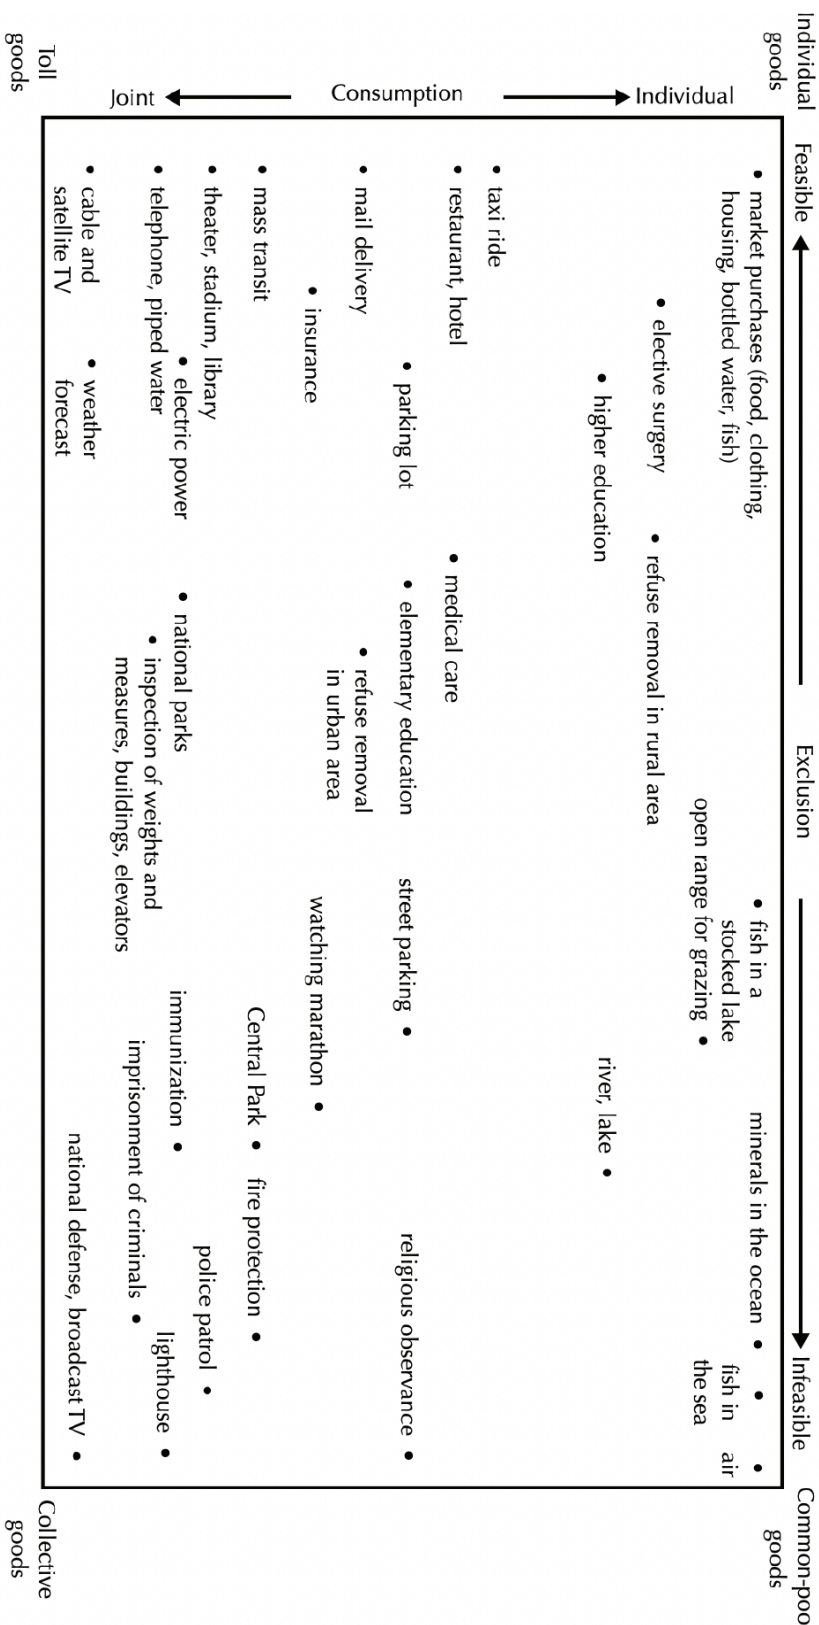 Individual
goods
Feasible
Exclusion
Infeasible
Common-poo
goods
Individual
Consumption
Joint
• market purchases (food, clothing,
housing, bottled water, fish)
• fish in a
stocked lake
minerals in the ocean •
fish in
the sea
air
open range for grazing •
• elective surgery
• refuse removal in rural area
• higher education
river, lake •
• taxi ride
• restaurant, hotel
• medical care
• parking lot
• elementary education
street parking •
religious observance •
• mail delivery
• refuse removal
in urban area
• insurance
watching marathon •
• mass transit
Central Park •
fire protection •
• theater, stadium, library
police patrol •
• electric power
• national parks
immunization •
lighthouse •
• telephone, piped water
• inspection of weights and
measures, buildings, elevators
imprisonment of criminals •
• cable and
satellite TV
• weather
forecast
national defense, broadcast TV •
Toll
goods
Collective
goods